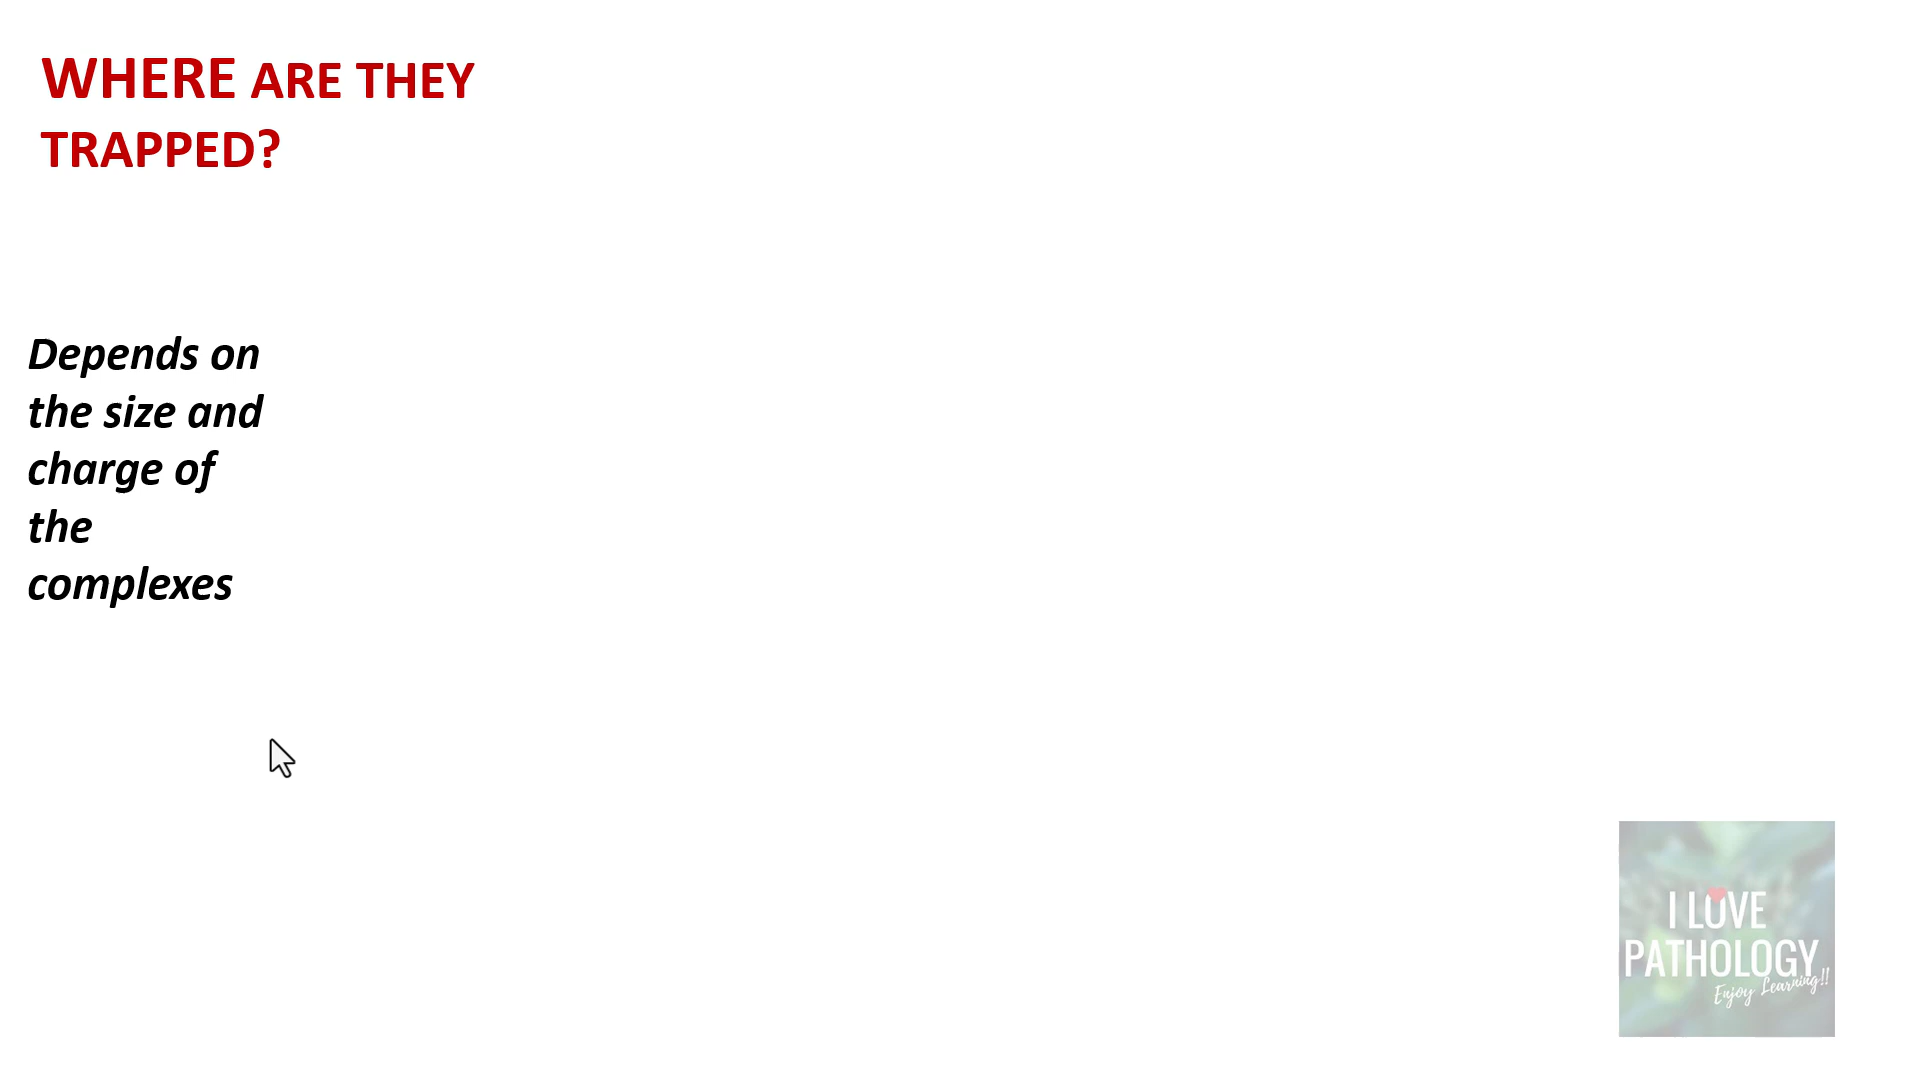 WHERE ARE THEY
TRAPPED?
Depends on
the size and
charge of
the
complexes
I LOVE
PATHOLOGY
Enjoy Learning!!